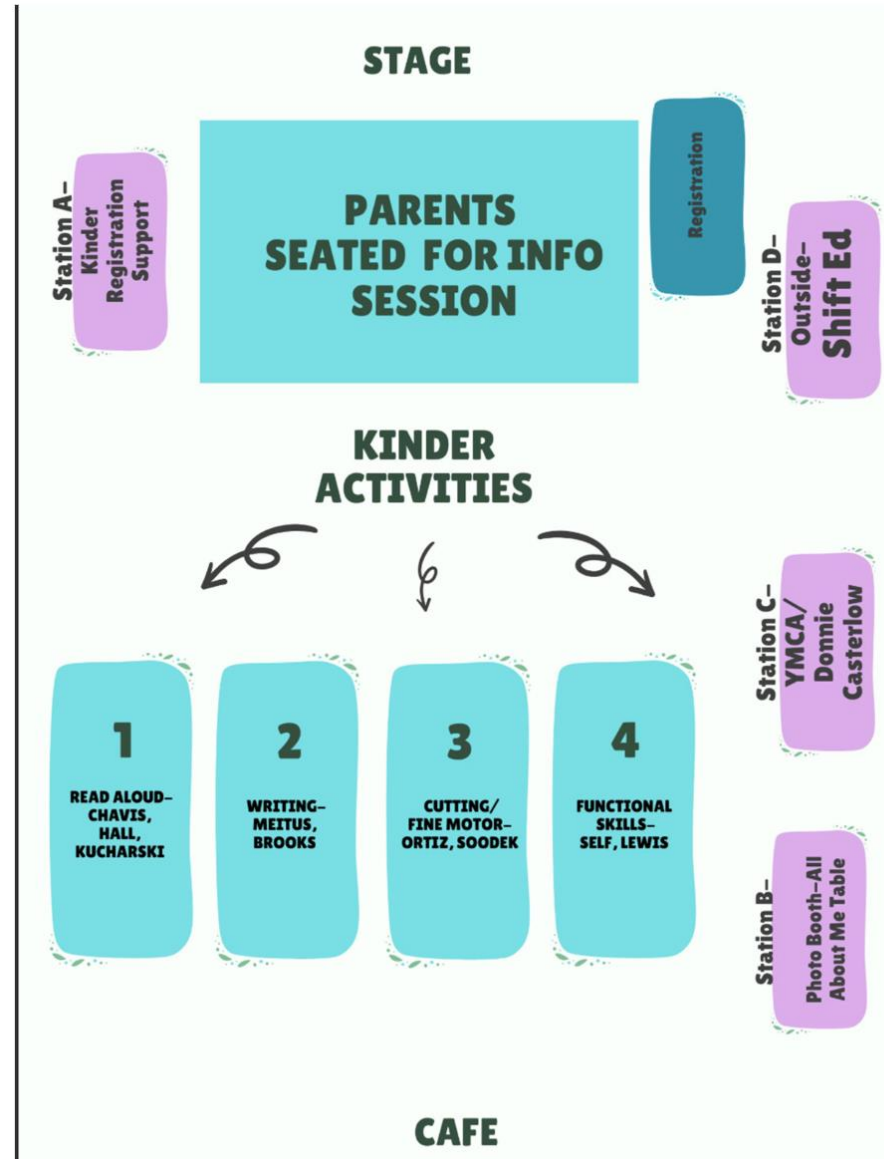 STAGE
Station A–
Kinder
Registration
Support
PARENTS
SEATED FOR INFO
SESSION
Registration
Station D–
Outside–
Shift Ed
KINDER
ACTIVITIES
Station C–
YMCA/
Donnie
Casterlow
1
READ ALOUD–
CHAVIS,
HALL,
KUCHARSKI
2
WRITING–
MEITUS,
BROOKS
3
CUTTING/
FINE MOTOR–
ORTIZ, SOODEK
4
FUNCTIONAL
SKILLS–
SELF, LEWIS
Station B–
Photo Booth–All
About Me Table
CAFE